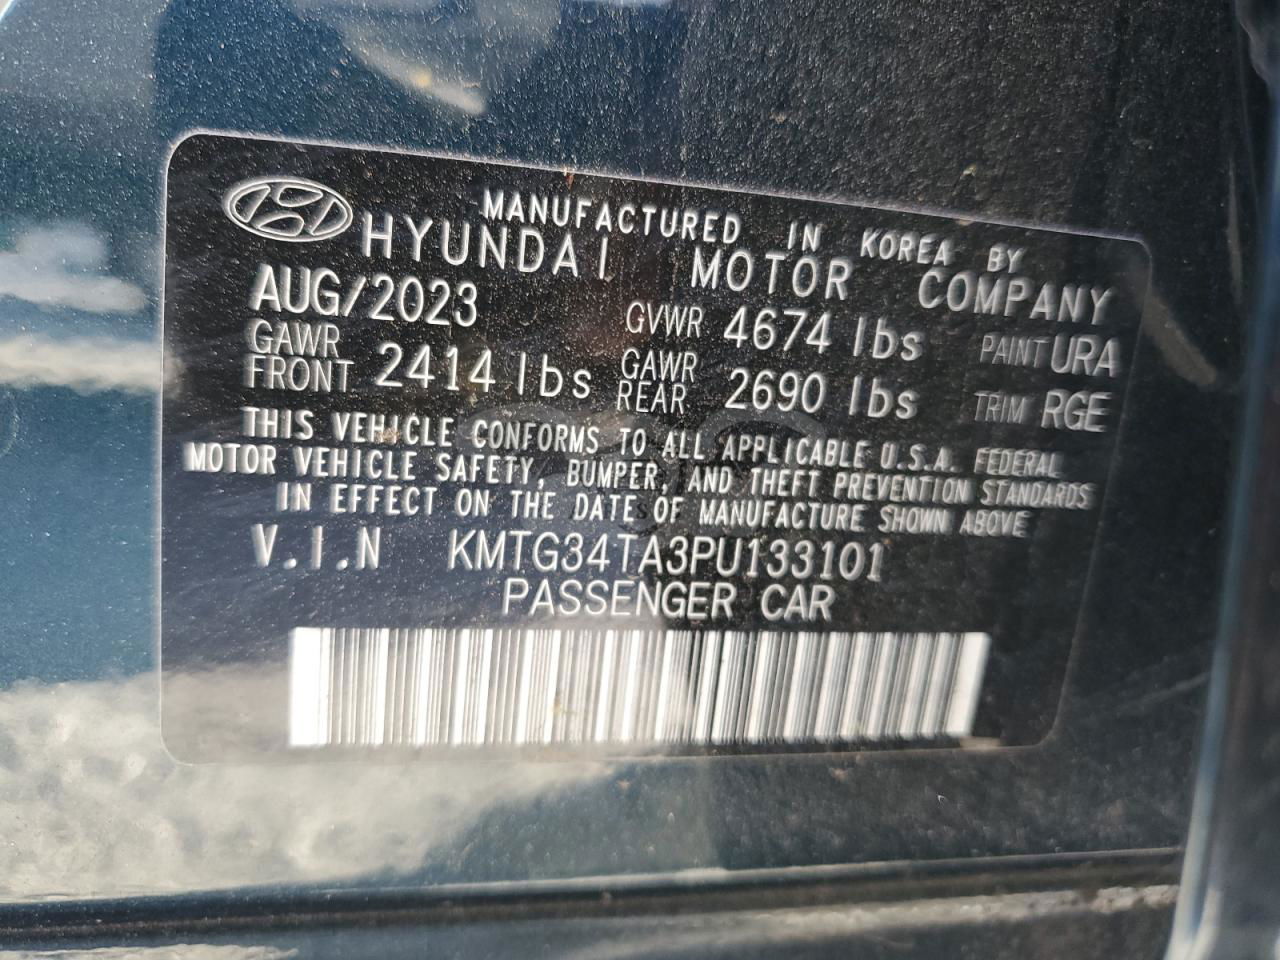 MANUFACTURED IN KOREA BY
HYUNDAI MOTOR COMPANY
AUG/2023 GVWR 4674 lbs PAINT URA
GAWR FRONT 2414 lbs GAWR REAR 2690 lbs TRIM RGE
THIS VEHICLE CONFORMS TO ALL APPLICABLE U.S.A. FEDERAL
MOTOR VEHICLE SAFETY, BUMPER, AND THEFT PREVENTION STANDARDS
IN EFFECT ON THE DATE OF MANUFACTURE SHOWN ABOVE
V.I.N KMTG34TA3PU133101
PASSENGER CAR